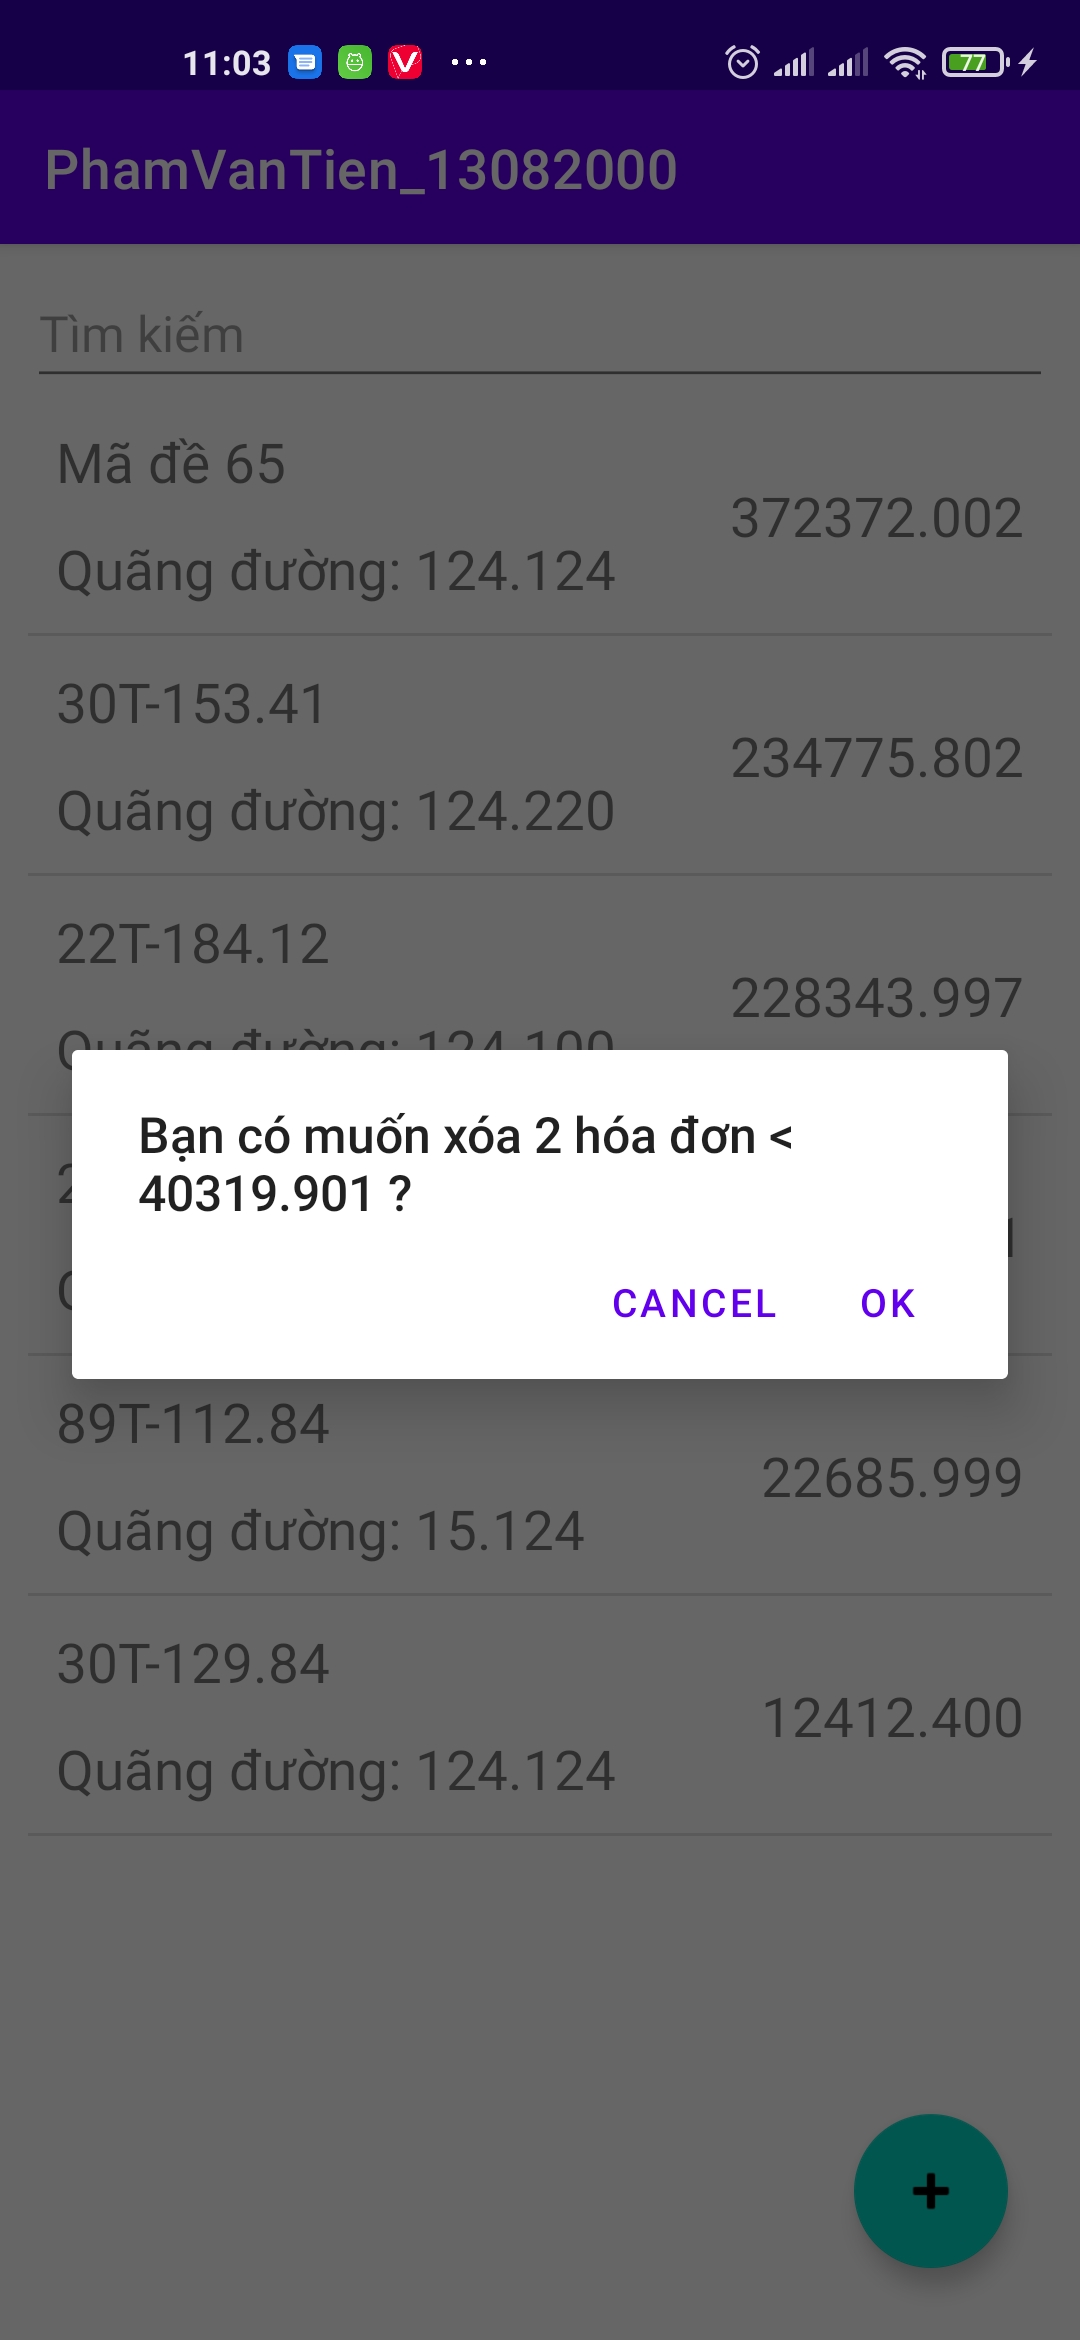 11:03
77
PhamVanTien_13082000
Tìm kiếm
Mã đề 65
372372.002
Quãng đường: 124.124
30T-153.41
234775.802
Quãng đường: 124.220
22T-184.12
228343.997
Quãng đường: 124.100
Bạn có muốn xóa 2 hóa đơn <
40319.901 ?
CANCEL OK
89T-112.84
22685.999
Quãng đường: 15.124
30T-129.84
12412.400
Quãng đường: 124.124